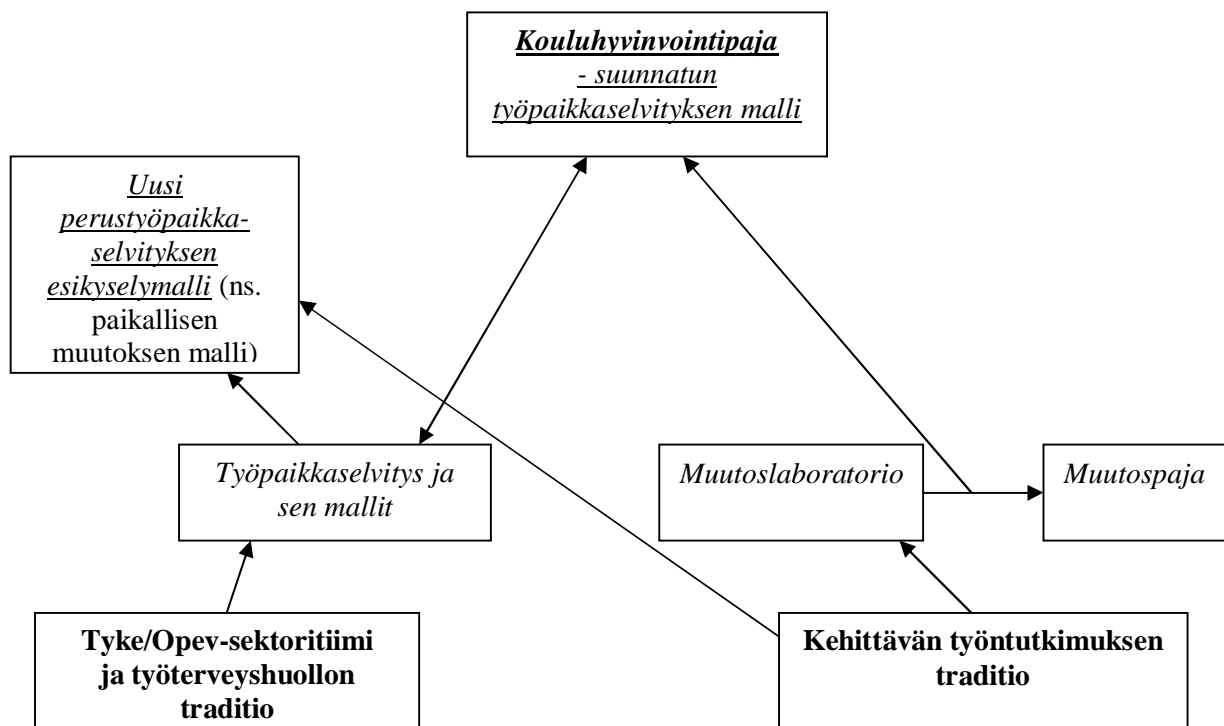 Kouluhyvinvointipaja
- suunnatun
työpaikkaselvityksen malli
Uusi
perustyöpaikka-
selvityksen
esikyselymalli (ns.
paikallisen
muutoksen malli)
Työpaikkaselvitys ja
sen mallit
Muutoslaboratorio
Muutospaja
Tyke/Opev-sektoritiimi
ja työterveyshuollon
traditio
Kehittävän työntutkimuksen
traditio